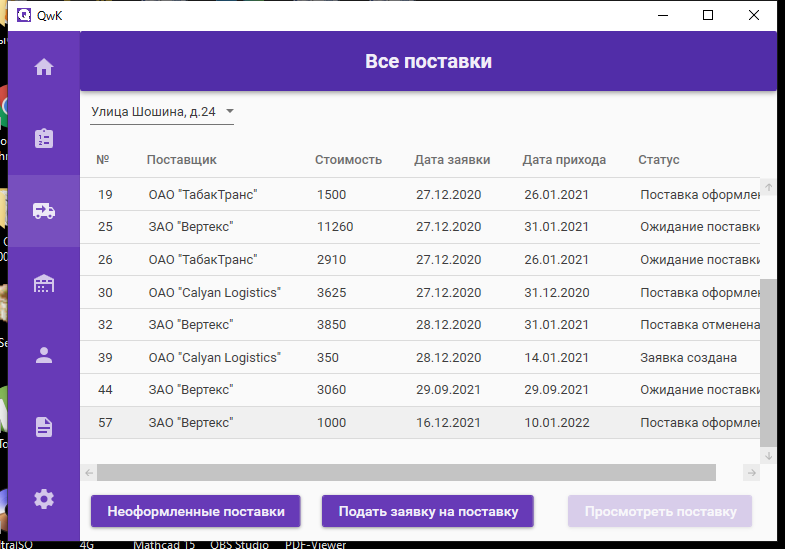 QwK
Все поставки
Улица Шошина, д.24
№ Поставщик Стоимость Дата заявки Дата прихода Статус
19 ОАО "ТабакТранс" 1500 27.12.2020 26.01.2021 Поставка оформлен
25 ЗАО "Вертекс" 11260 27.12.2020 31.01.2021 Ожидание поставки
26 ОАО "ТабакТранс" 2910 27.12.2020 26.01.2021 Ожидание поставки
30 ОАО "Calyan Logistics" 3625 27.12.2020 31.12.2020 Поставка оформлен
32 ЗАО "Вертекс" 3850 28.12.2020 31.01.2021 Поставка отменена
39 ОАО "Calyan Logistics" 350 28.12.2020 14.01.2021 Заявка создана
44 ЗАО "Вертекс" 3060 29.09.2021 29.09.2021 Ожидание поставки
57 ЗАО "Вертекс" 1000 16.12.2021 10.01.2022 Поставка оформлен
Неоформленные поставки Подать заявку на поставку Просмотреть поставку
traISO 4G Mathcad 15 OBS Studio PDF-Viewer